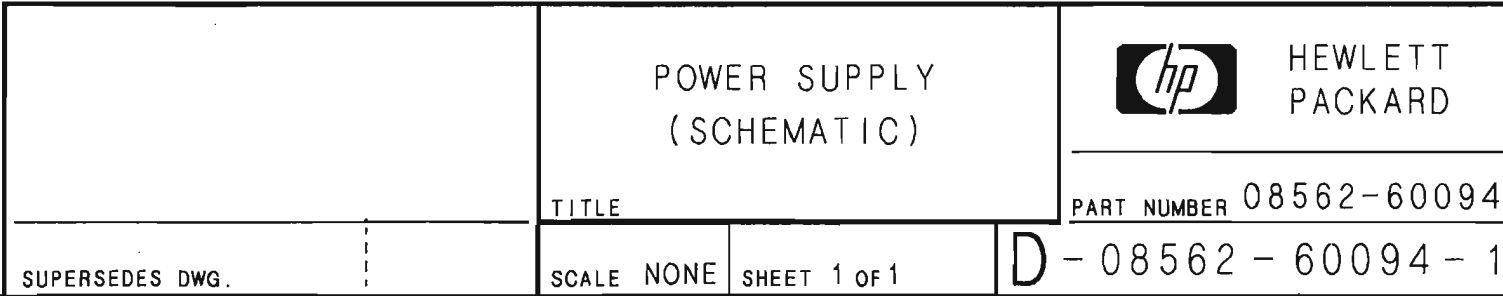 POWER SUPPLY
(SCHEMATIC)
TITLE
hp
HEWLETT
PACKARD
PART NUMBER 08562-60094
SUPERSEDES DWG.
SCALE NONE
SHEET 1 OF 1
D-08562-60094-1